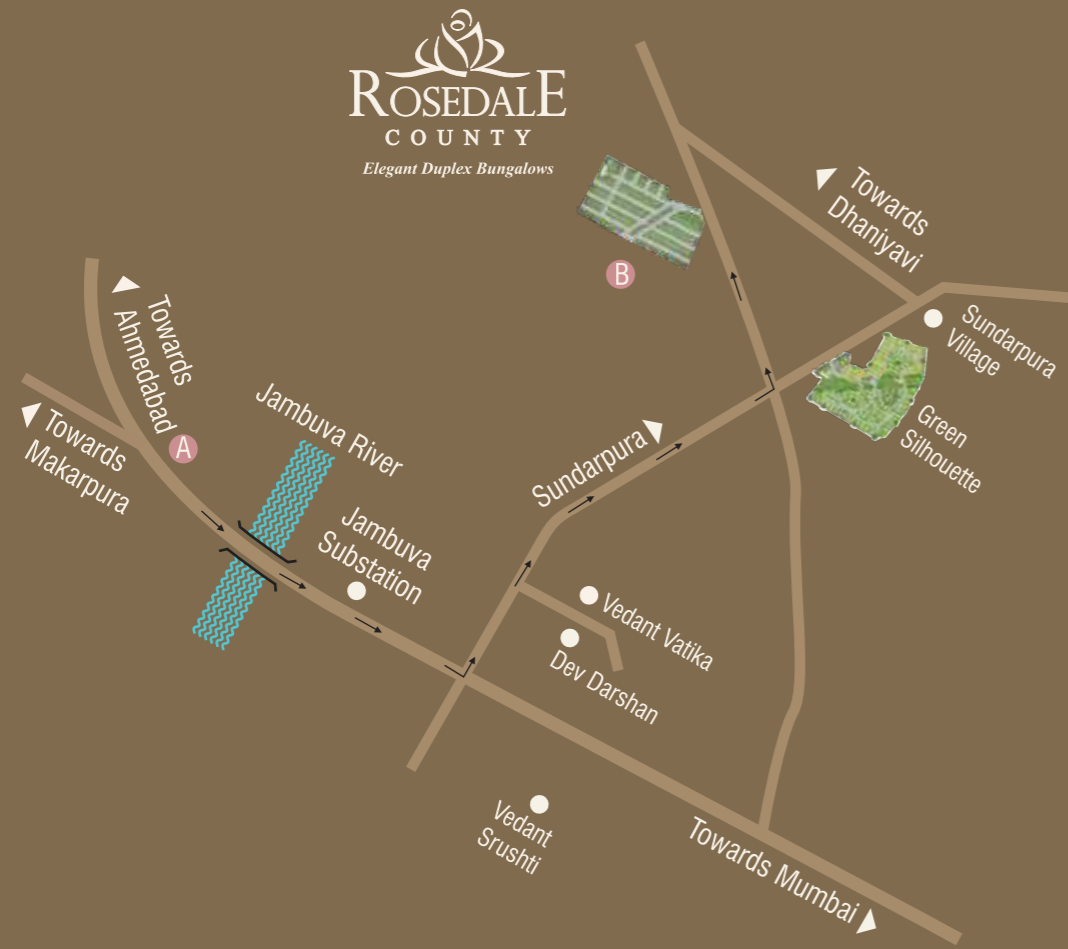 ROSEDALE
COUNTY
Elegant Duplex Bungalows
Towards
Dhaniyavi
B
Sundarpura
Village
Green
Silhouette
Towards
Ahmedabad
A
Towards
Makarpura
Jambuva River
Jambuva
Substation
Sundarpura
Vedant Vatika
Dev Darshan
Vedant
Srushti
Towards Mumbai